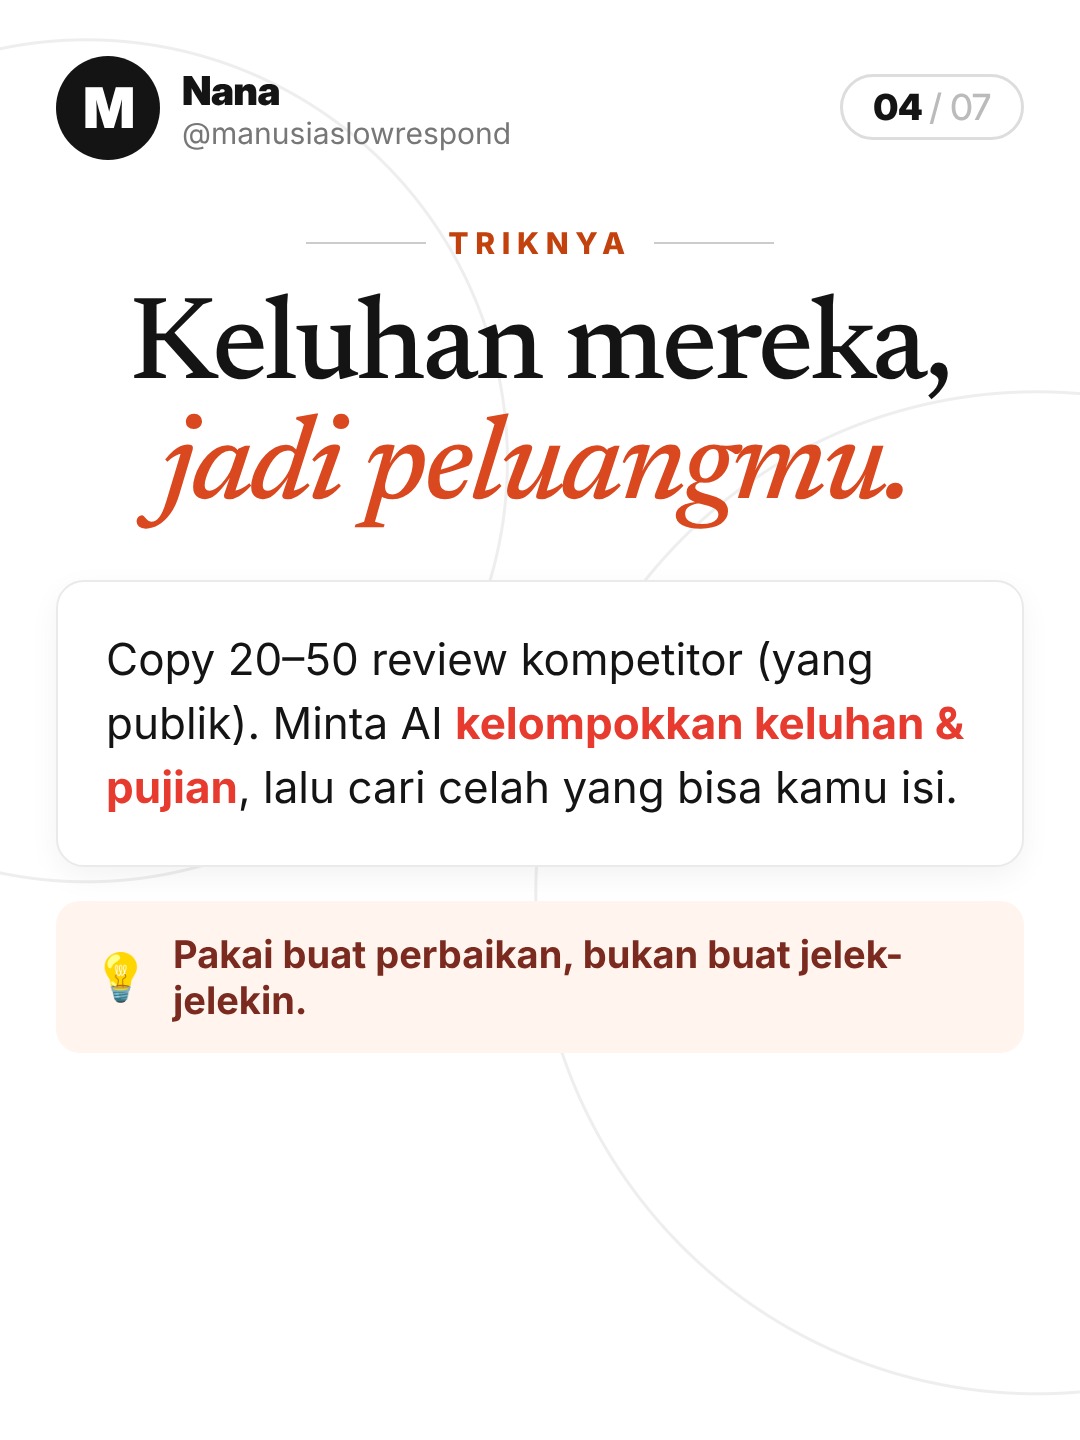 M
Nana
@manusiaslowrespond
04 / 07
TRIKNYA
Keluhan mereka,
jadi peluangmu.
Copy 20–50 review kompetitor (yang
publik). Minta AI kelompokkan keluhan &
pujian, lalu cari celah yang bisa kamu isi.
Pakai buat perbaikan, bukan buat jelek-
jelekin.